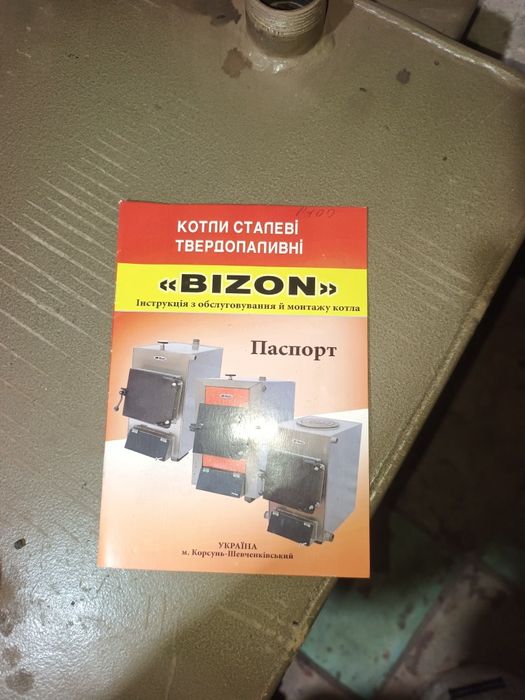 КОТЛИ СТАЛЕВІ
ТВЕРДОПАЛИВНІ
«BIZON»
Інструкція з обслуговування й монтажу котла
Паспорт
УКРАЇНА
м. Корсунь-Шевченківський